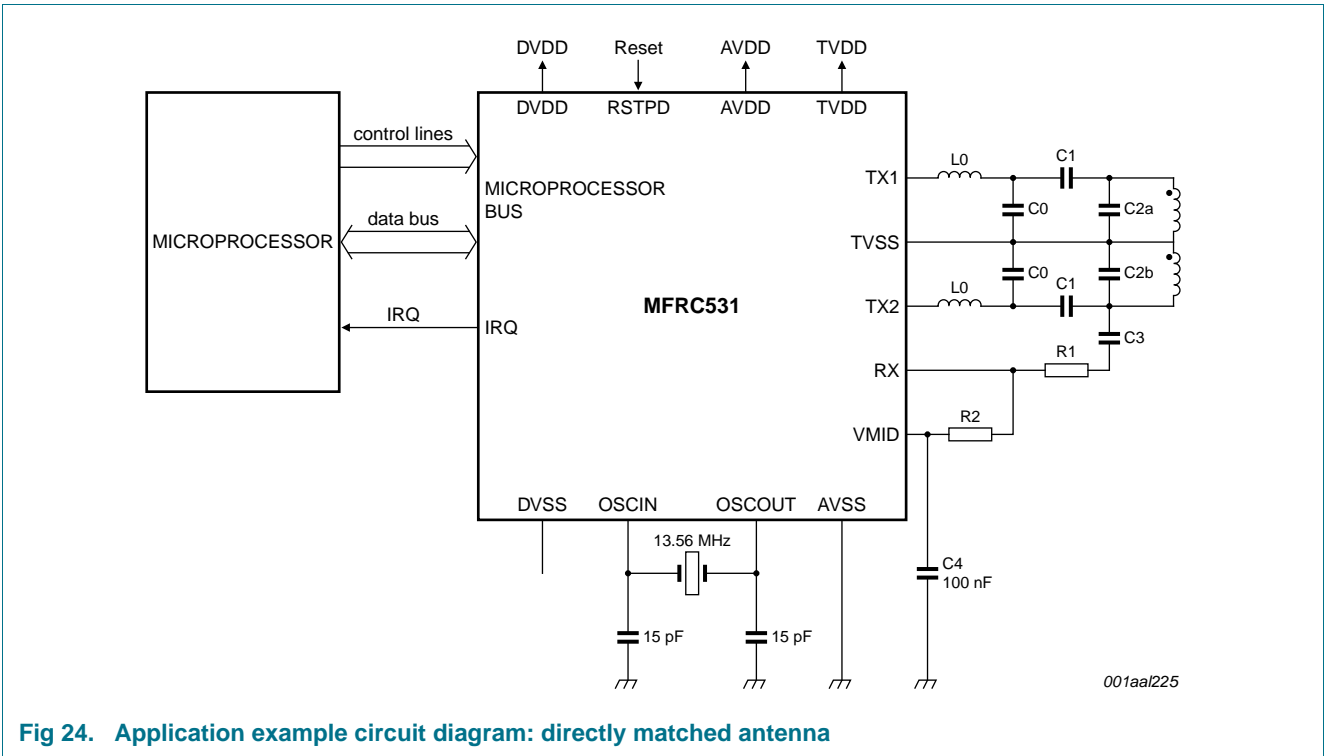 DVDD Reset AVDD TVDD
DVDD RSTPD AVDD TVDD
control lines
L0 C1
TX1
MICROPROCESSOR
BUS
C0 C2a
data bus
MICROPROCESSOR
TVSS
C0 C2b
C1
L0
MFRC531
TX2
IRQ
IRQ
C3
R1
RX
R2
VMID
DVSS OSCIN OSCOUT AVSS
13.56 MHz
C4
100 nF
15 pF 15 pF
001aal225
Fig 24. Application example circuit diagram: directly matched antenna